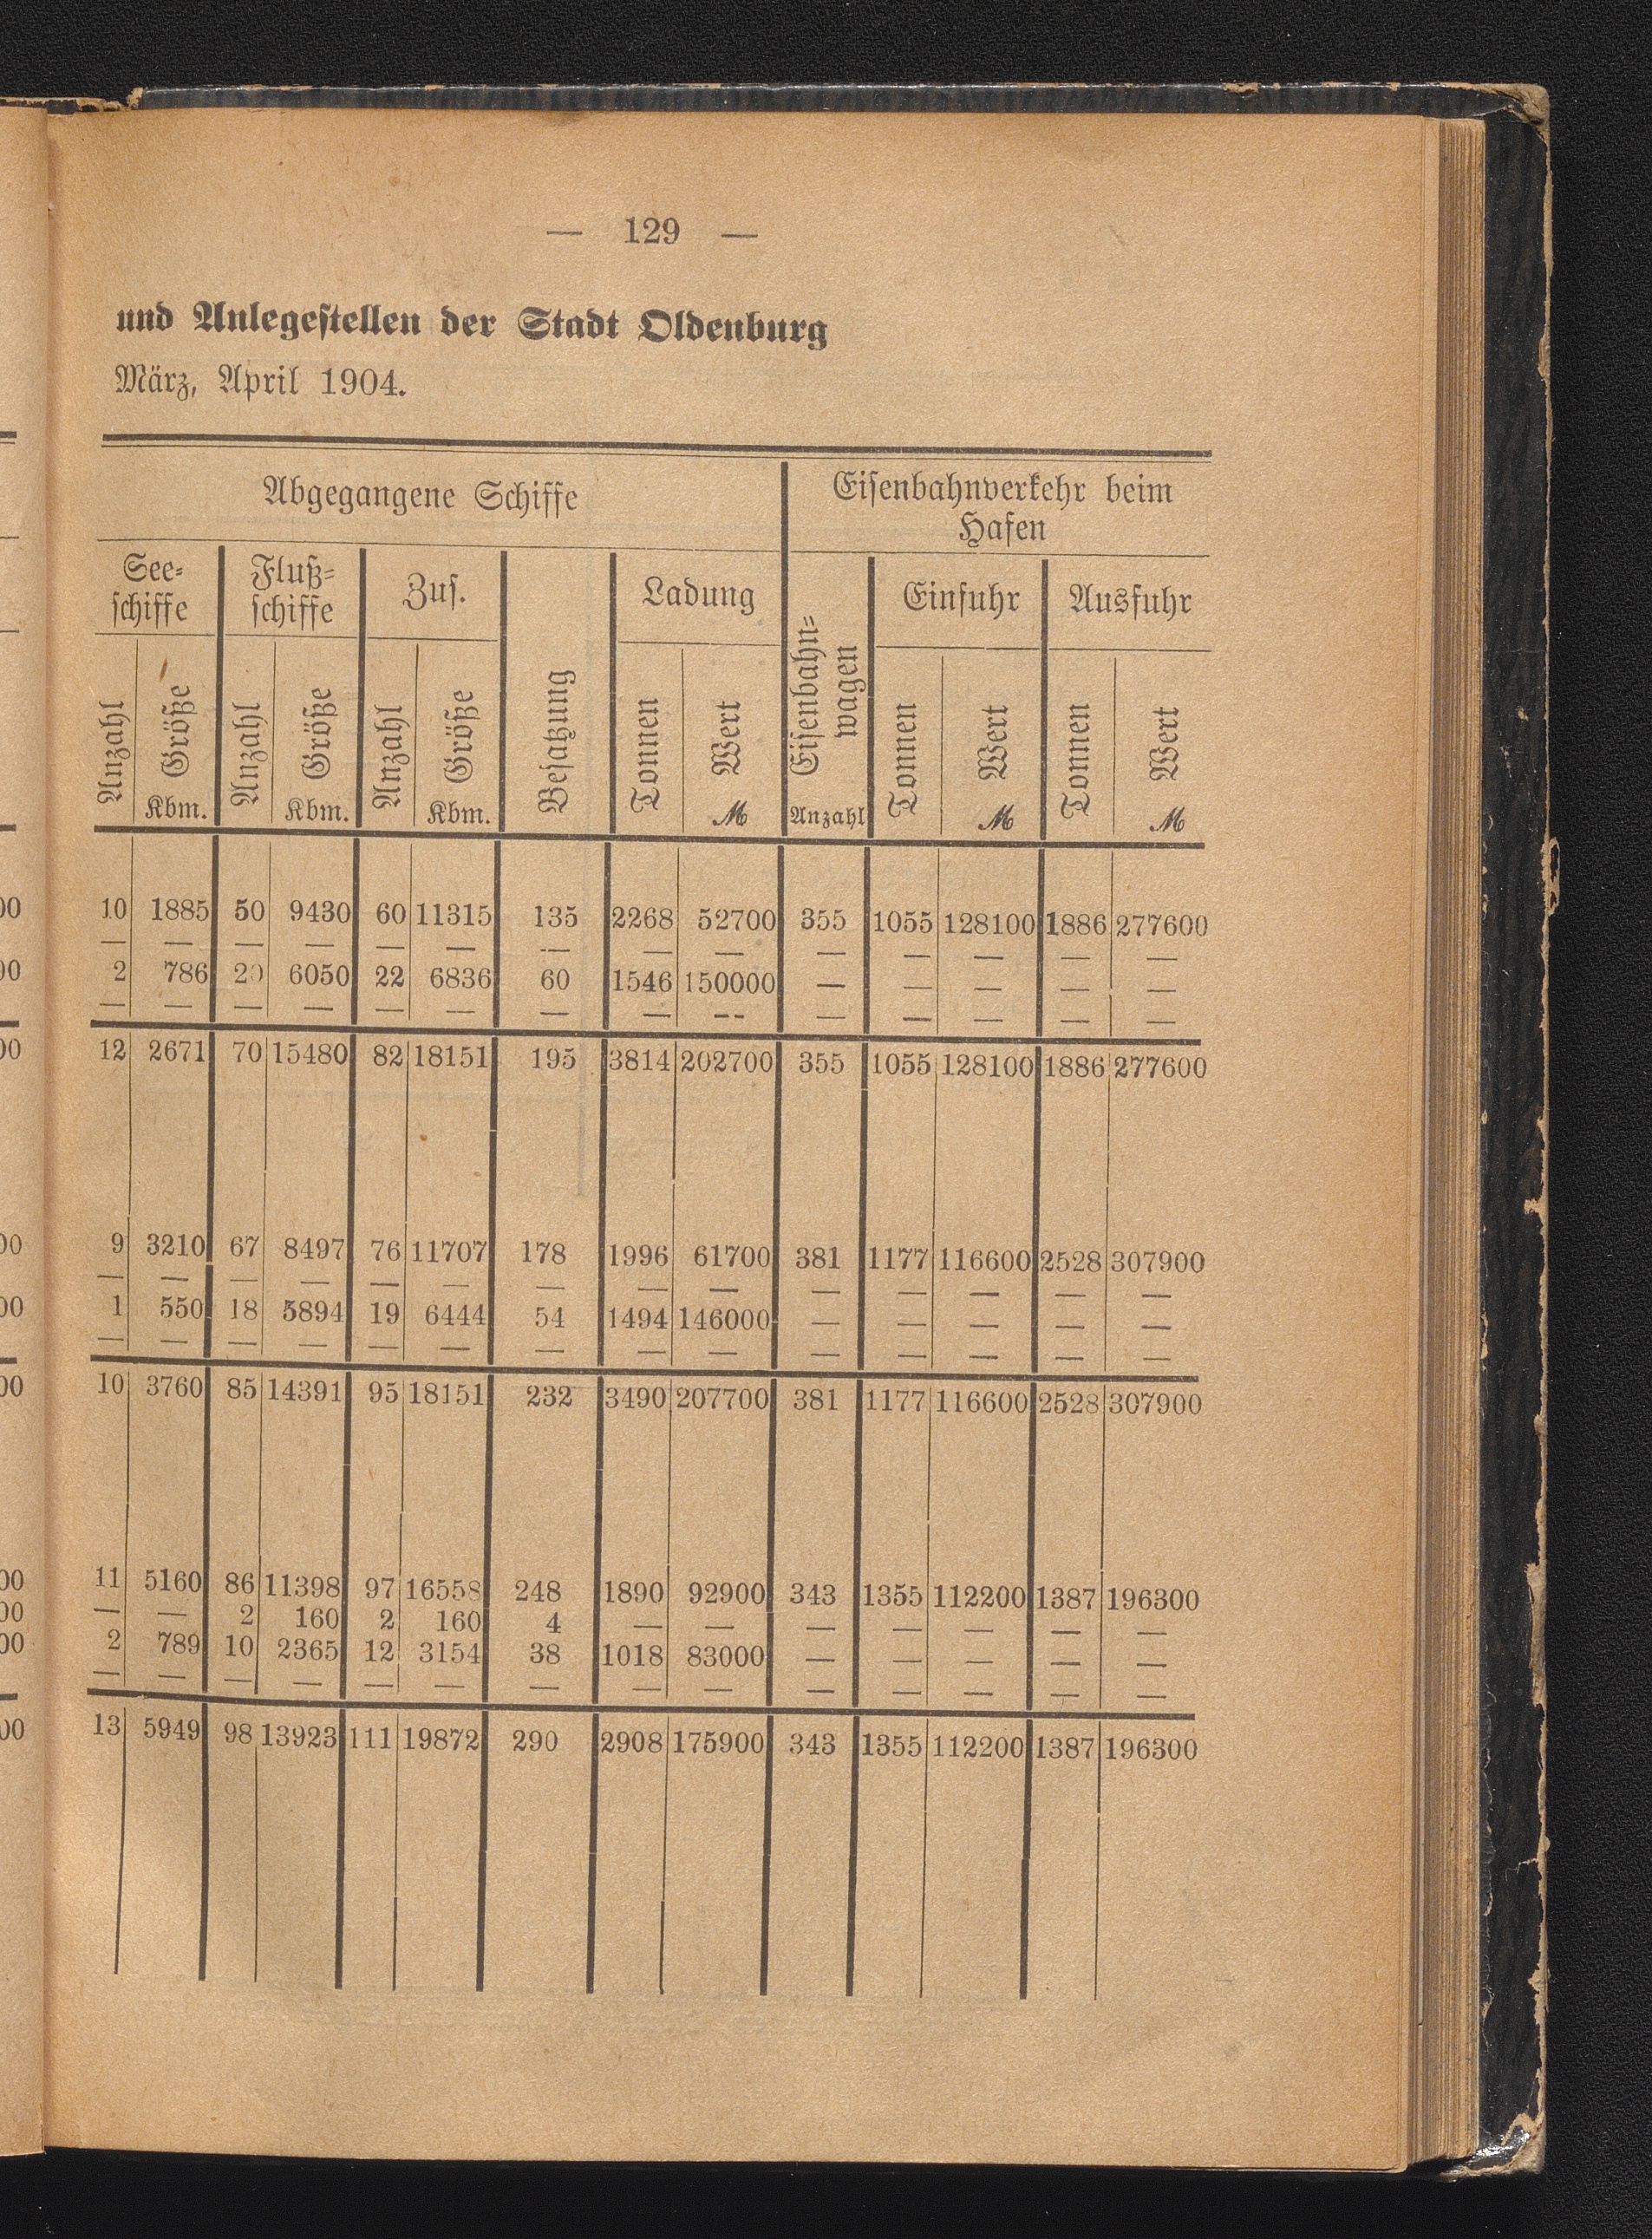 — 129 —
und Anlegestellen der Stadt Oldenburg
März, April 1904.
Abgegangene Schiffe Eisenbahnverkehr beim
Hafen
See- Fluß- Zus. Besatzung Ladung Eisenbahn- Einfuhr Ausfuhr
schiffe schiffe wagen
Anzahl Größe Anzahl Größe Anzahl Größe Tonnen Wert Tonnen Wert Tonnen Wert
Kbm. Kbm. Kbm. ℳ Anzahl ℳ ℳ
10 1885 50 9430 60 11315 135 2268 52700 355 1055 128100 1886 277600
— — — — — — — — — — — — — —
2 786 20 6050 22 6836 60 1546 150000 — — — — —
— — — — — — — — — — — — — —
12 2671 70 15480 82 18151 195 3814 202700 355 1055 128100 1886 277600
9 3210 67 8497 76 11707 178 1996 61700 381 1177 116600 2528 307900
— — — — — — — — — — — — — —
1 550 18 5894 19 6444 54 1494 146000 — — — — —
— — — — — — — — — — — — — —
10 3760 85 14391 95 18151 232 3490 207700 381 1177 116600 2528 307900
11 5160 86 11398 97 16558 248 1890 92900 343 1355 112200 1387 196300
— — 2 160 2 160 4 — — — — — — —
2 789 10 2365 12 3154 38 1018 83000 — — — — —
— — — — — — — — — — — — — —
13 5949 98 13923 111 19872 290 2908 175900 343 1355 112200 1387 196300